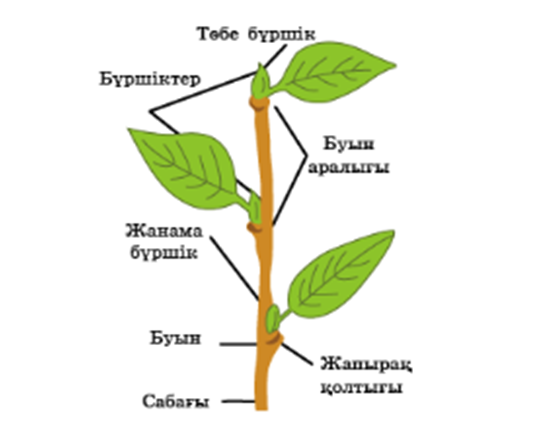 Төбе бүршік
Бүршіктер
Буын
аралығы
Жанама
бүршік
Буын
Жапырақ
қолтығы
Сабағы